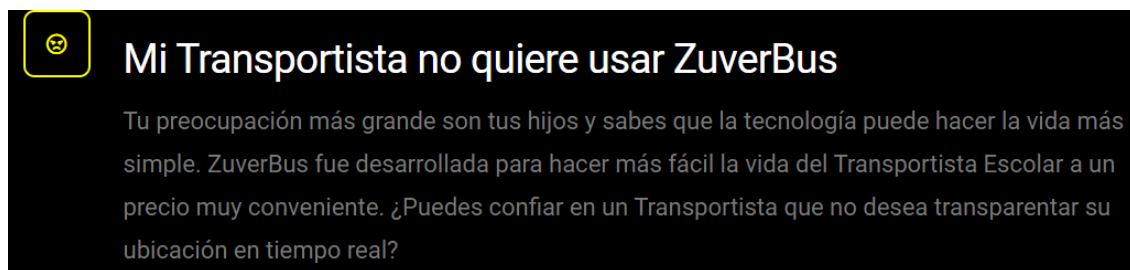 Mi Transportista no quiere usar ZuverBus
Tu preocupación más grande son tus hijos y sabes que la tecnología puede hacer la vida más
simple. ZuverBus fue desarrollada para hacer más fácil la vida del Transportista Escolar a un
precio muy conveniente. ¿Puedes confiar en un Transportista que no desea transparentar su
ubicación en tiempo real?